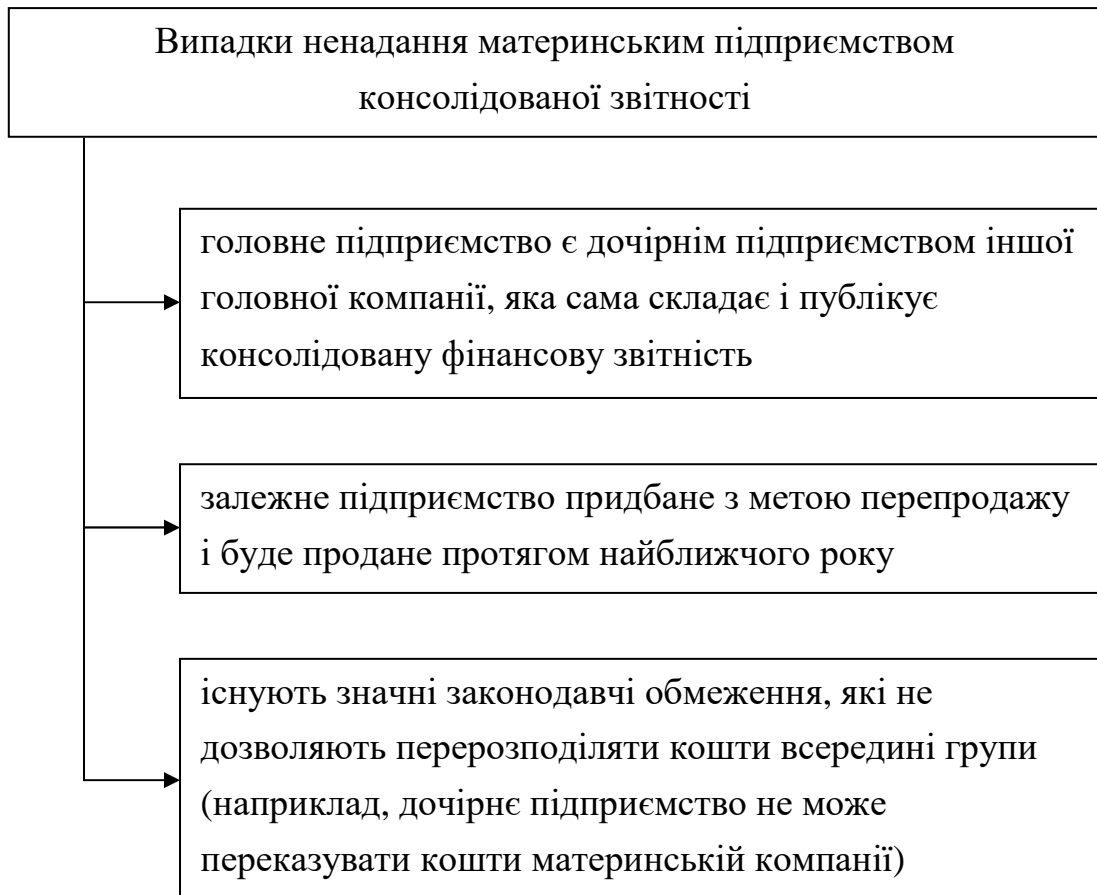 Випадки ненадання материнським підприємством
консолідованої звітності
головне підприємство є дочірнім підприємством іншої
головної компанії, яка сама складає і публікує
консолідовану фінансову звітність
залежне підприємство придбане з метою перепродажу
і буде продане протягом найближчого року
існують значні законодавчі обмеження, які не
дозволяють перерозподіляти кошти всередині групи
(наприклад, дочірнє підприємство не може
переказувати кошти материнській компанії)